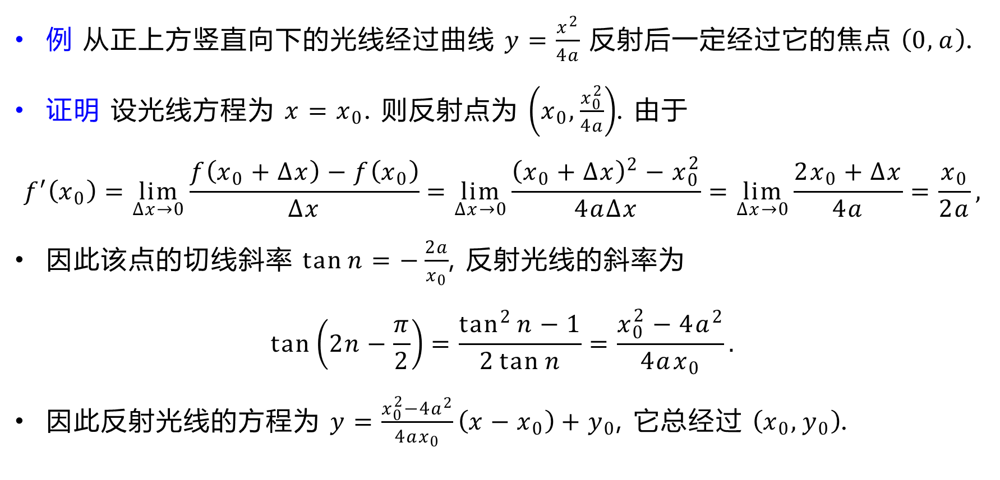 • 例 从正上方竖直向下的光线经过曲线 $y = \frac{x^2}{4a}$ 反射后一定经过它的焦点 $(0, a)$.
• 证明 设光线方程为 $x = x_0$. 则反射点为 $\left(x_0, \frac{x_0^2}{4a}\right)$. 由于
$f'(x_0) = \lim_{\Delta x \to 0} \frac{f(x_0 + \Delta x) - f(x_0)}{\Delta x} = \lim_{\Delta x \to 0} \frac{(x_0 + \Delta x)^2 - x_0^2}{4a\Delta x} = \lim_{\Delta x \to 0} \frac{2x_0 + \Delta x}{4a} = \frac{x_0}{2a},$
• 因此该点的切线斜率 $\tan n = -\frac{2a}{x_0}$, 反射光线的斜率为
$\tan\left(2n - \frac{\pi}{2}\right) = \frac{\tan^2 n - 1}{2 \tan n} = \frac{x_0^2 - 4a^2}{4ax_0}.$
• 因此反射光线的方程为 $y = \frac{x_0^2 - 4a^2}{4ax_0}(x - x_0) + y_0$, 它总经过 $(x_0, y_0)$.